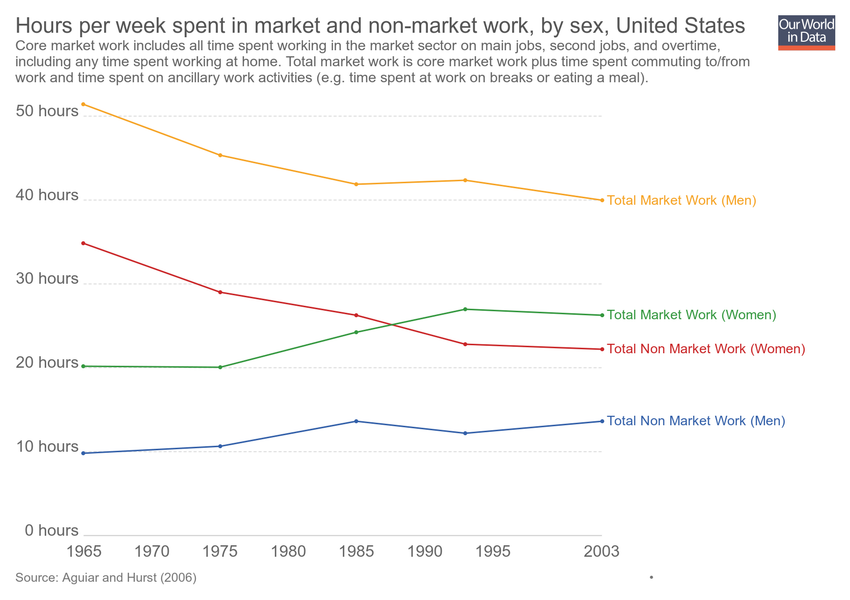 Hours per week spent in market and non-market work, by sex, United States
Our World
in Data
Core market work includes all time spent working in the market sector on main jobs, second jobs, and overtime,
including any time spent working at home. Total market work is core market work plus time spent commuting to/from
work and time spent on ancillary work activities (e.g. time spent at work on breaks or eating a meal).
50 hours
40 hours
Total Market Work (Men)
30 hours
Total Market Work (Women)
Total Non Market Work (Women)
20 hours
Total Non Market Work (Men)
10 hours
0 hours
1965 1970 1975 1980 1985 1990 1995 2003
Source: Aguiar and Hurst (2006)